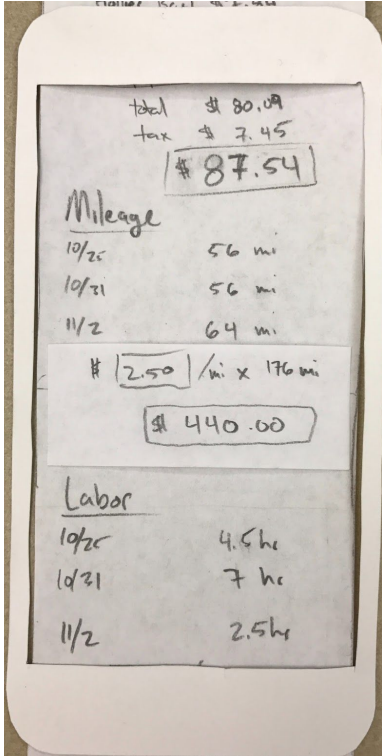 total $ 80.09
tax $ 7.45
$ 87.54
Mileage
10/25 56 mi
10/31 56 mi
11/2 64 mi
$ 2.50 /mi x 176 mi
$ 440.00
Labor
10/25 4.5 hr
10/31 7 hr
11/2 2.5 hr